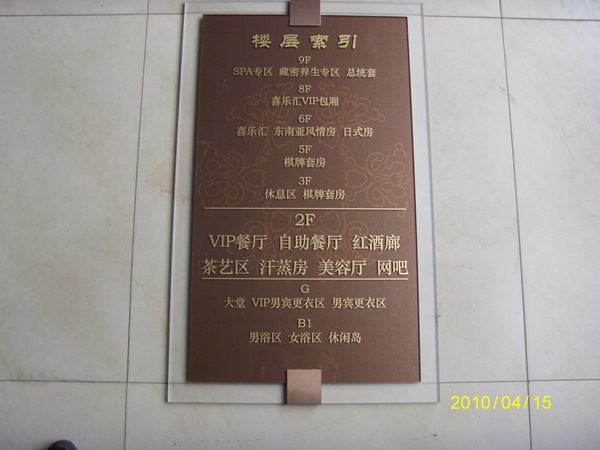 楼层索引
9F
SPA专区 藏密养生专区 总统套
8F
喜乐汇VIP包厢
6F
喜乐汇 东南亚风情房 日式房
5F
棋牌套房
3F
休息区 棋牌套房
2F
VIP餐厅 自助餐厅 红酒廊
茶艺区 汗蒸房 美容厅 网吧
G
大堂 VIP男宾更衣区 男宾更衣区
B1
男浴区 女浴区 休闲岛
2010/04/15